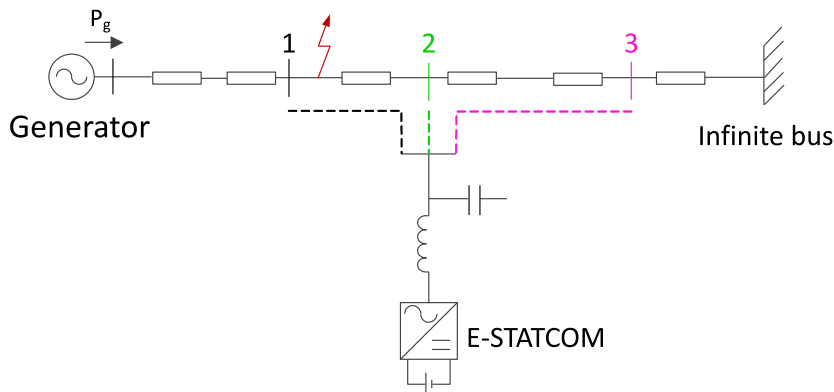 Pg
1
2
3
Generator
Infinite bus
E-STATCOM